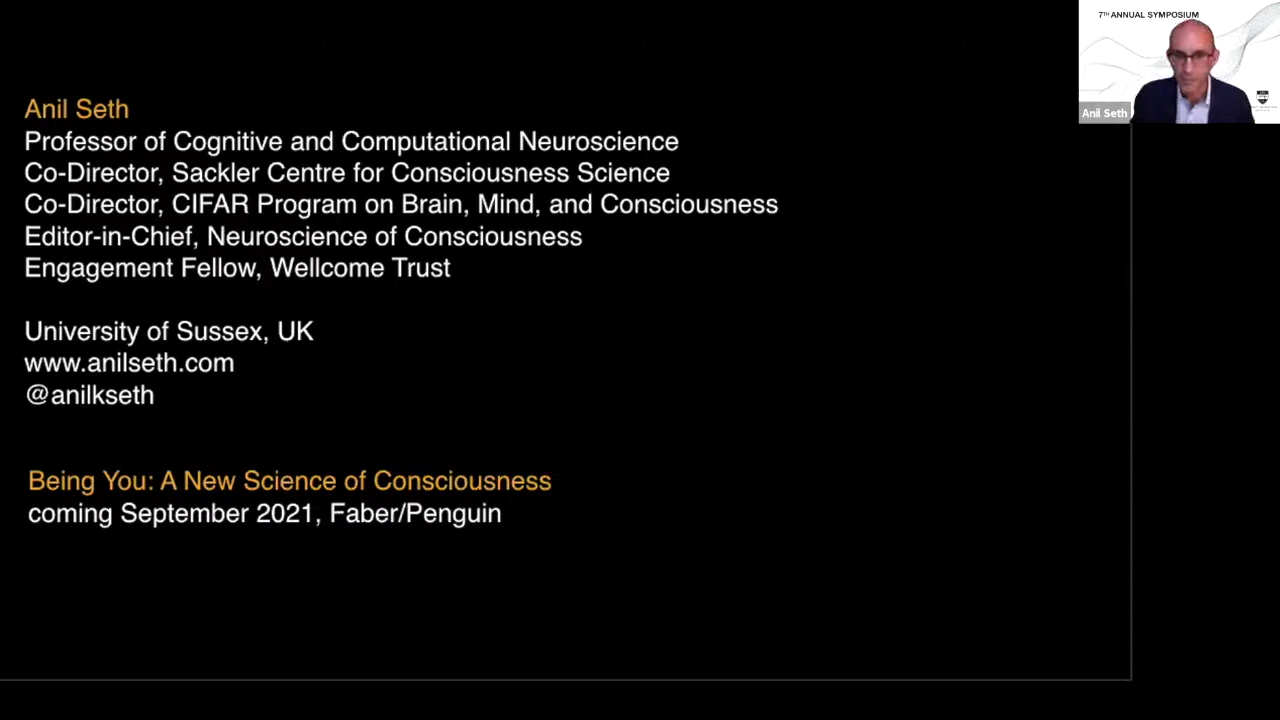 7TH ANNUAL SYMPOSIUM
Anil Seth
Anil Seth
Professor of Cognitive and Computational Neuroscience
Co-Director, Sackler Centre for Consciousness Science
Co-Director, CIFAR Program on Brain, Mind, and Consciousness
Editor-in-Chief, Neuroscience of Consciousness
Engagement Fellow, Wellcome Trust
University of Sussex, UK
www.anilseth.com
@anilkseth
Being You: A New Science of Consciousness
coming September 2021, Faber/Penguin